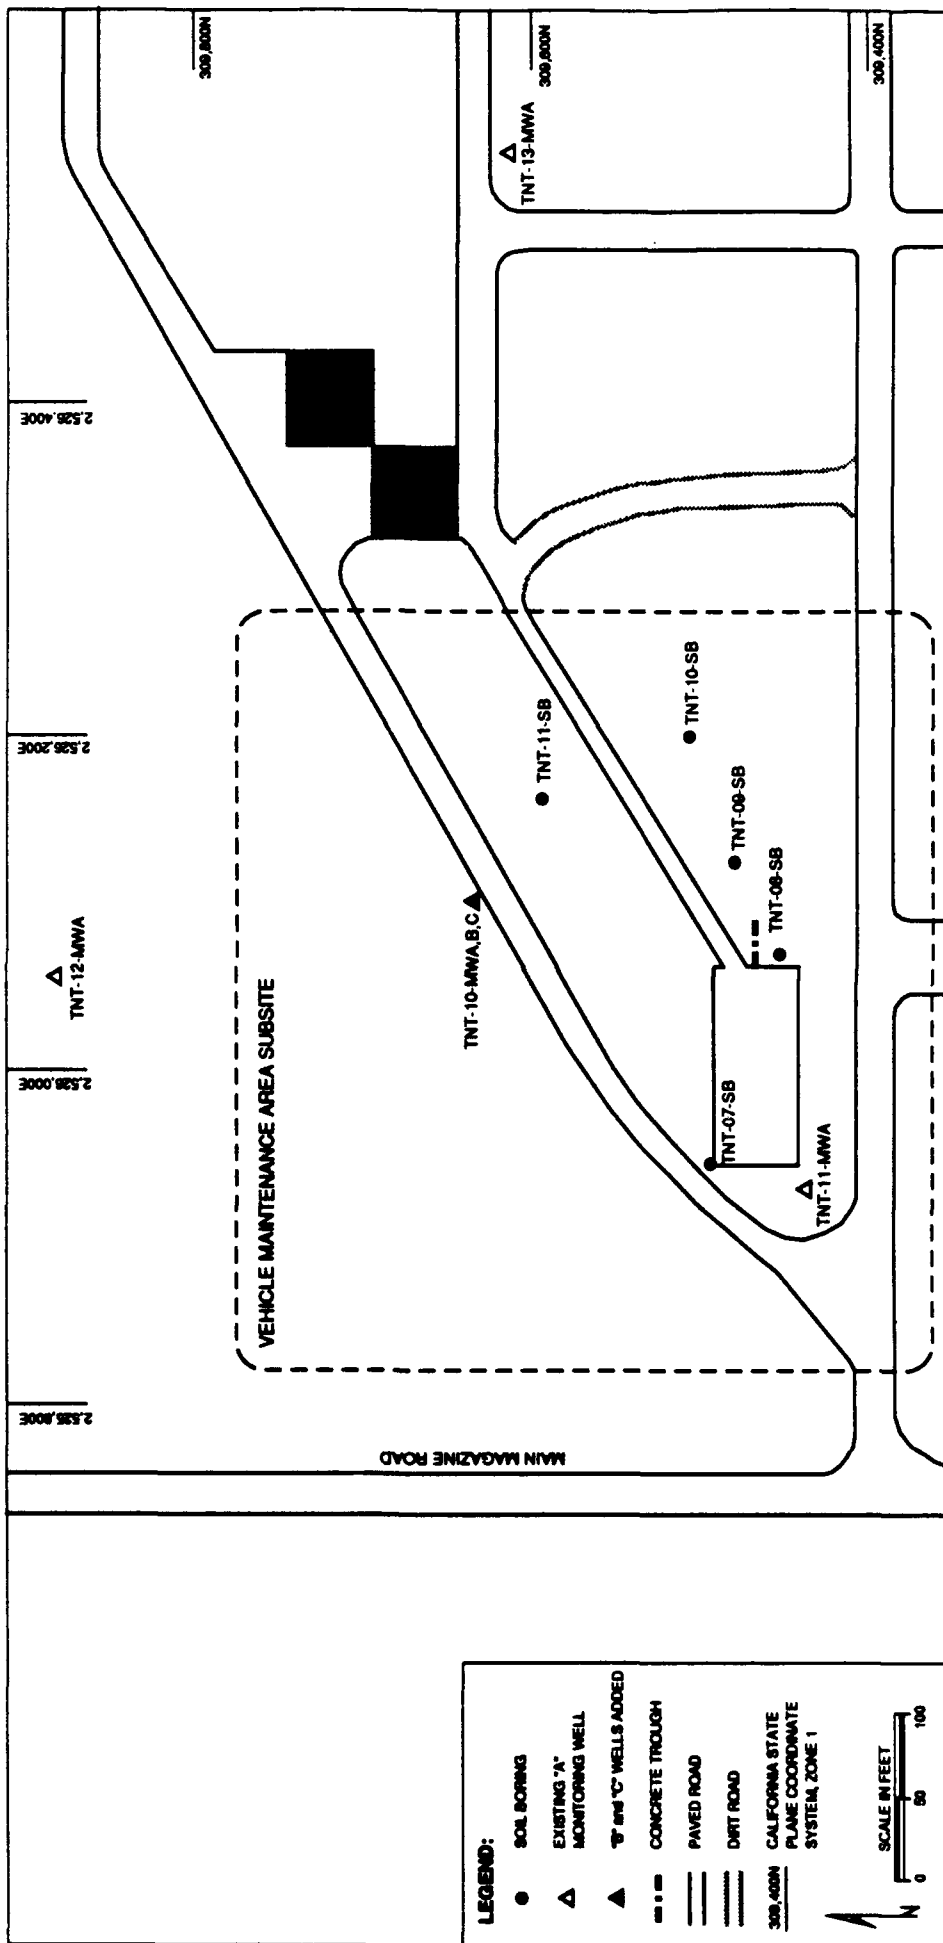 309,800N
309,600N
309,400N
2,526,400E
2,526,200E
2,526,000E
2,525,800E
TNT-13-MWA
TNT-12-MWA
TNT-11-SB
TNT-10-SB
TNT-09-SB
TNT-08-SB
TNT-10-MWA,B,C
TNT-07-SB
TNT-11-MWA
VEHICLE MAINTENANCE AREA SUBSITE
MAIN MAGAZINE ROAD
LEGEND:
SOIL BORING
EXISTING "A"
MONITORING WELL
"B" and "C" WELLS ADDED
CONCRETE TROUGH
PAVED ROAD
DIRT ROAD
309,400N
CALIFORNIA STATE
PLANE COORDINATE
SYSTEM, ZONE 1
SCALE IN FEET
0 50 100
N